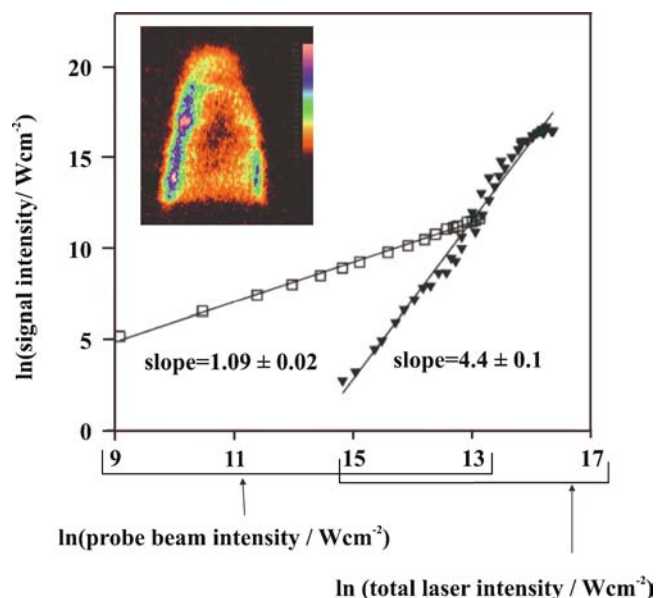 20
15
10
5
0
ln(signal intensity/ Wcm-2)
slope=1.09 ± 0.02
slope=4.4 ± 0.1
9 11 15 13 17
ln(probe beam intensity / Wcm-2)
ln (total laser intensity / Wcm-2)